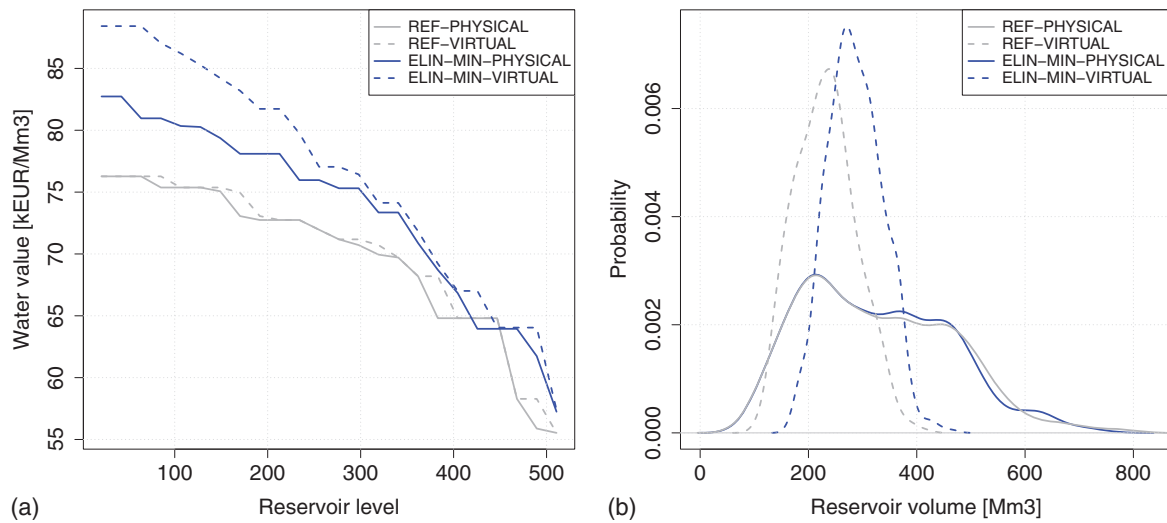 REF−PHYSICAL
REF−VIRTUAL
ELIN−MIN−PHYSICAL
ELIN−MIN−VIRTUAL
Water value [kEUR/Mm3]
85
80
75
70
65
60
55
100 200 300 400 500
Reservoir level
(a)
REF−PHYSICAL
REF−VIRTUAL
ELIN−MIN−PHYSICAL
ELIN−MIN−VIRTUAL
Probability
0.006
0.004
0.002
0.000
0 200 400 600 800
Reservoir volume [Mm3]
(b)